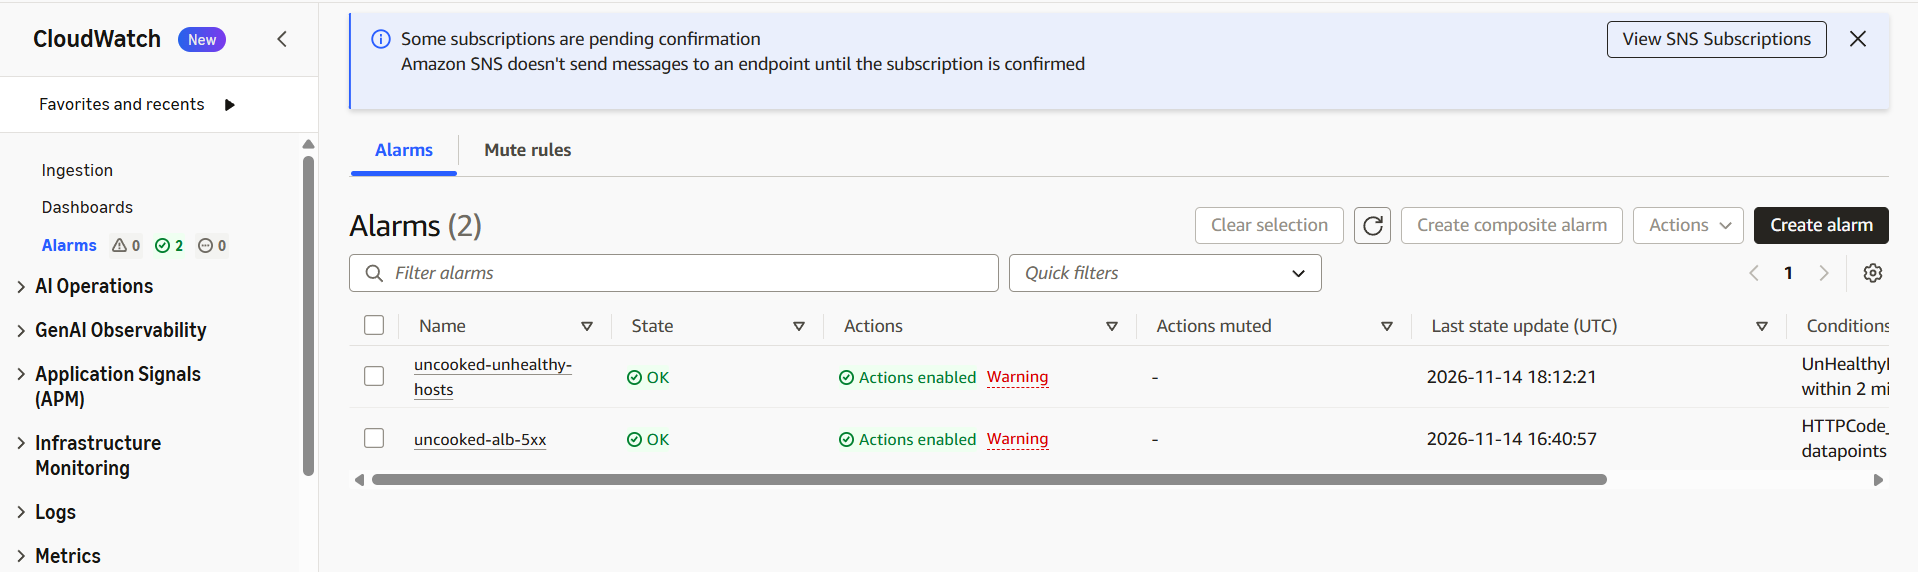 CloudWatch New
Favorites and recents
Ingestion
Dashboards
Alarms 0 2 0
AI Operations
GenAI Observability
Application Signals
(APM)
Infrastructure
Monitoring
Logs
Metrics
Some subscriptions are pending confirmation
Amazon SNS doesn't send messages to an endpoint until the subscription is confirmed
View SNS Subscriptions
Alarms Mute rules
Alarms (2)
Clear selection Create composite alarm Actions Create alarm
Filter alarms Quick filters 1
Name State Actions Actions muted Last state update (UTC) Conditions
uncooked-unhealthy-
hosts OK Actions enabled Warning - 2026-11-14 18:12:21 UnHealthy
within 2 mi
uncooked-alb-5xx OK Actions enabled Warning - 2026-11-14 16:40:57 HTTPCode_
datapoints